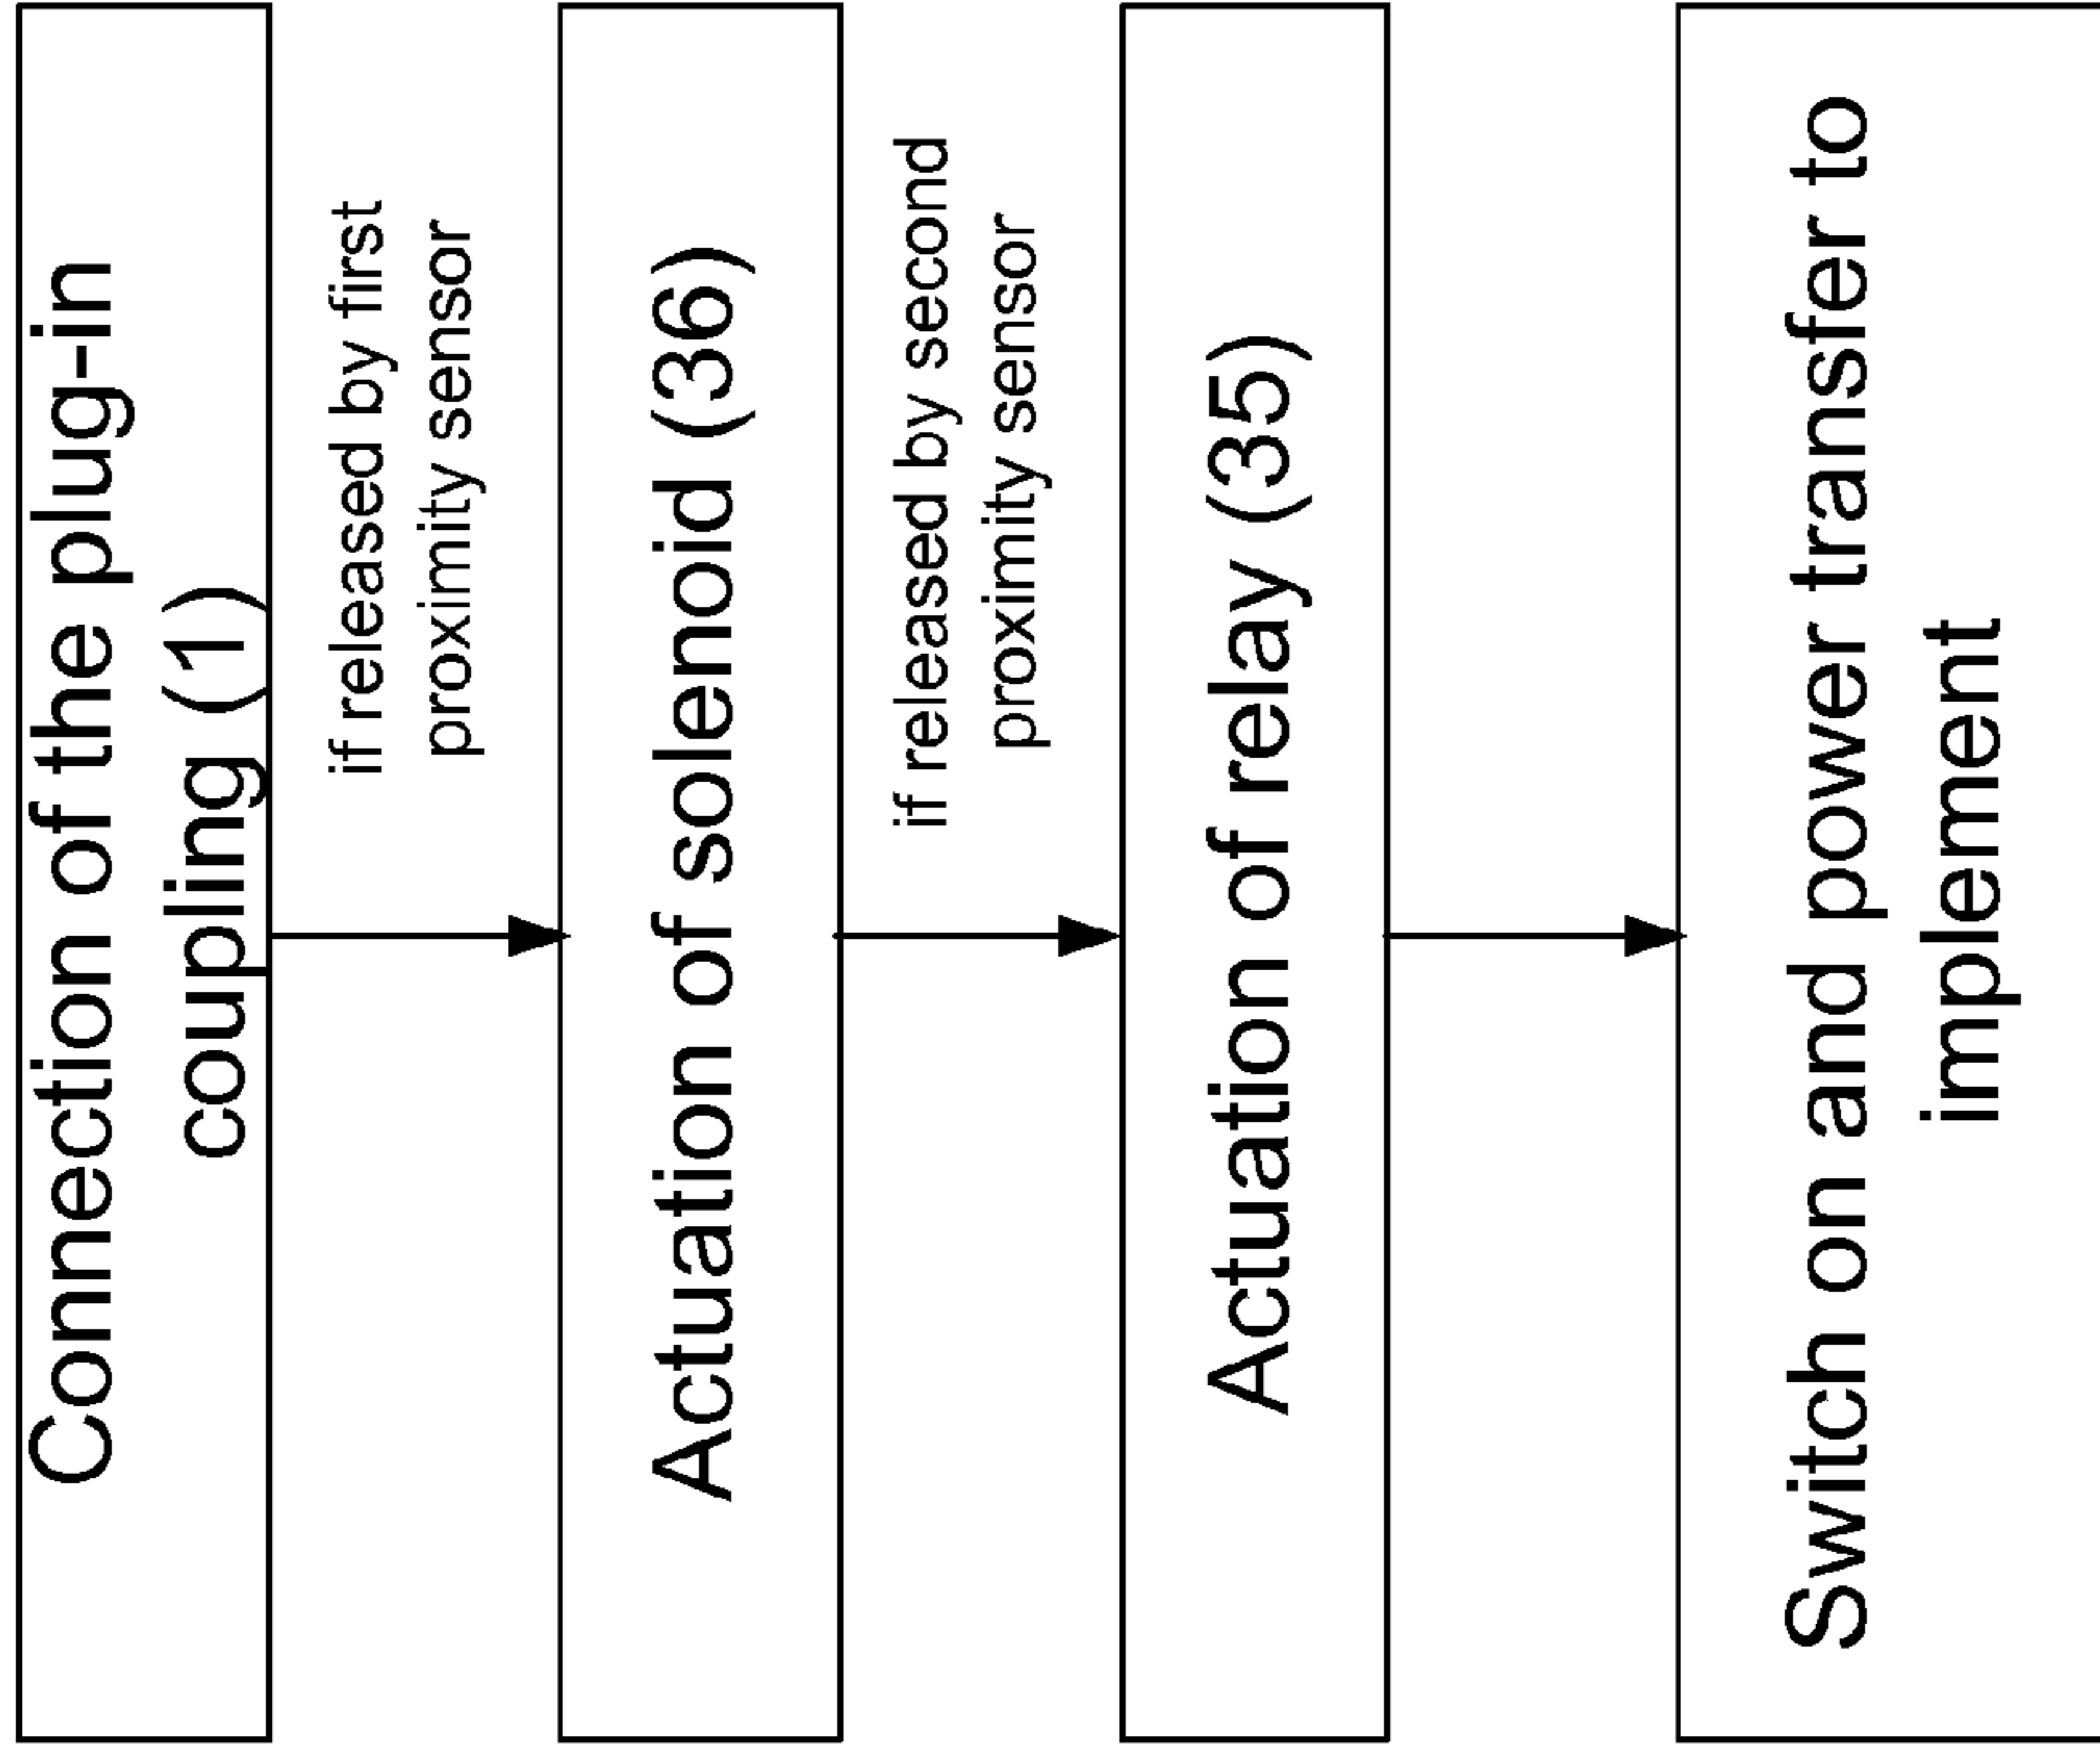 Connection of the plug-in
coupling (1)
if released by first
proximity sensor
Actuation of solenoid (36)
if released by second
proximity sensor
Actuation of relay (35)
Switch on and power transfer to
implement